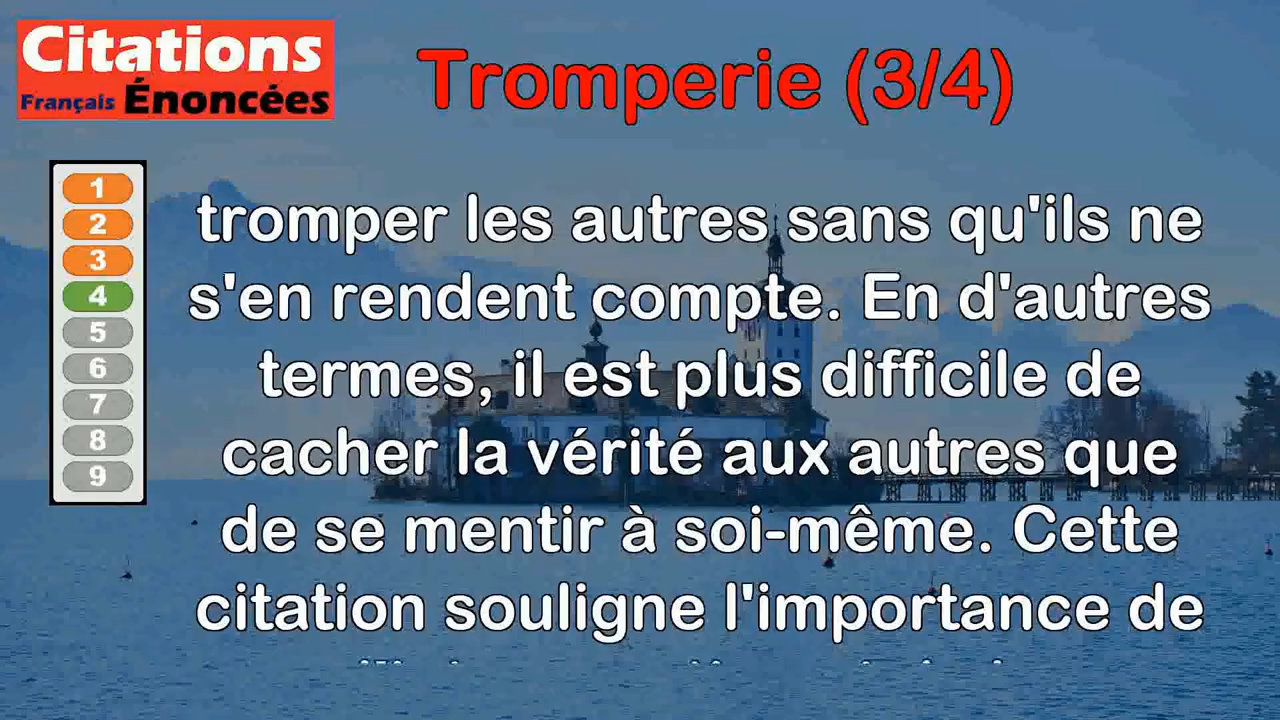 Citations
Français Énoncées
Tromperie (3/4)
1
2
3
4
5
6
7
8
9
tromper les autres sans qu'ils ne
s'en rendent compte. En d'autres
termes, il est plus difficile de
cacher la vérité aux autres que
de se mentir à soi-même. Cette
citation souligne l'importance de